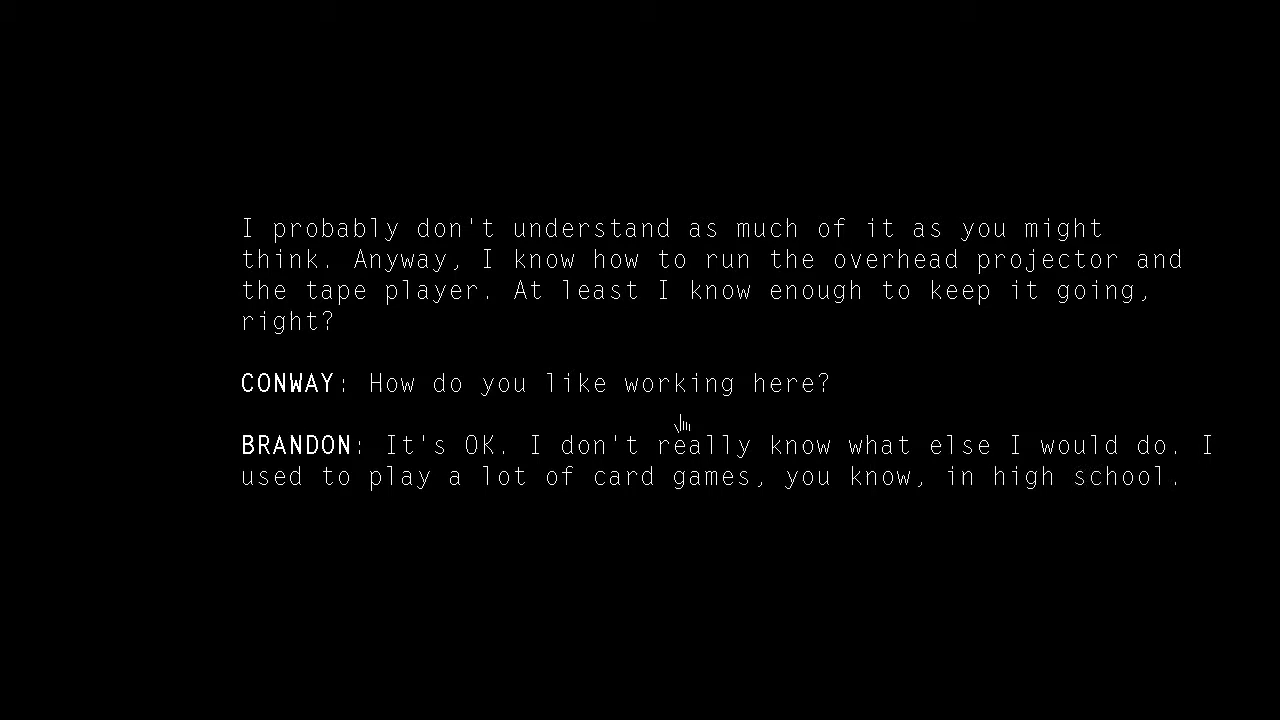 I probably don't understand as much of it as you might
think. Anyway, I know how to run the overhead projector and
the tape player. At least I know enough to keep it going,
right?
CONWAY: How do you like working here?
BRANDON: It's OK. I don't really know what else I would do. I
used to play a lot of card games, you know, in high school.